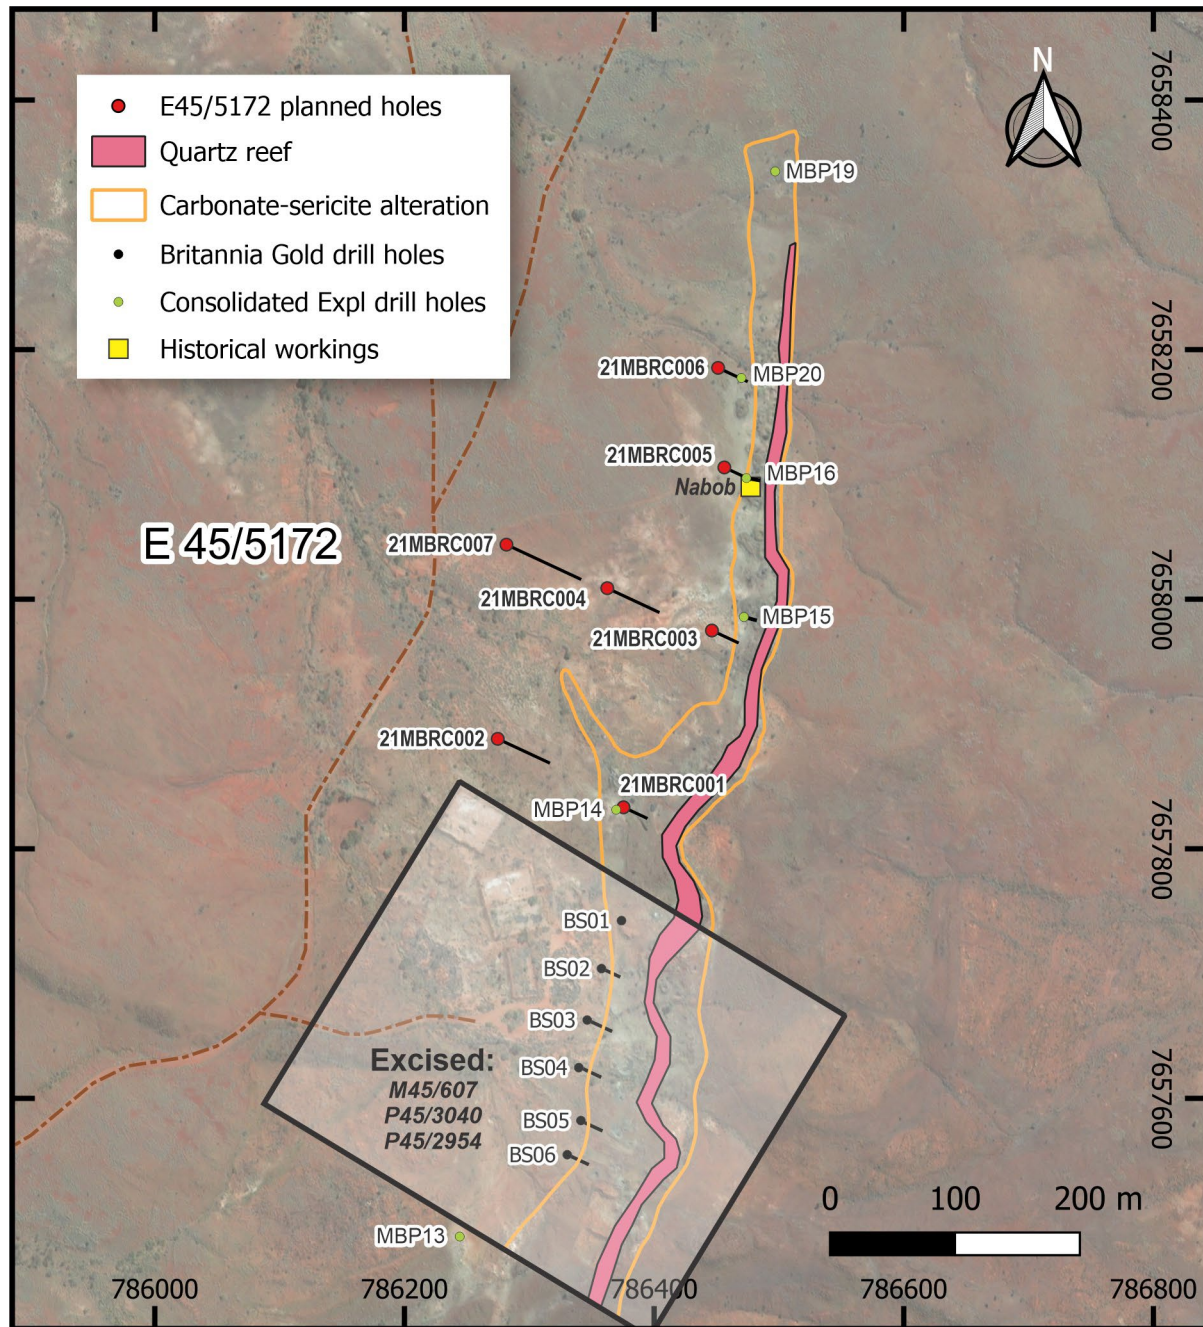 N
E45/5172 planned holes
Quartz reef
Carbonate-sericite alteration
Britannia Gold drill holes
Consolidated Expl drill holes
Historical workings
7658400
MBP19
7658200
21MBRC006
MBP20
21MBRC005
MBP16
Nabob
E 45/5172
21MBRC007
21MBRC004
7658000
MBP15
21MBRC003
21MBRC002
21MBRC001
MBP14
7657800
BS01
BS02
BS03
Excised:
M45/607
P45/3040
P45/2954
BS04
BS05
BS06
7657600
MBP13
0 100 200 m
786000 786200 786400 786600 786800